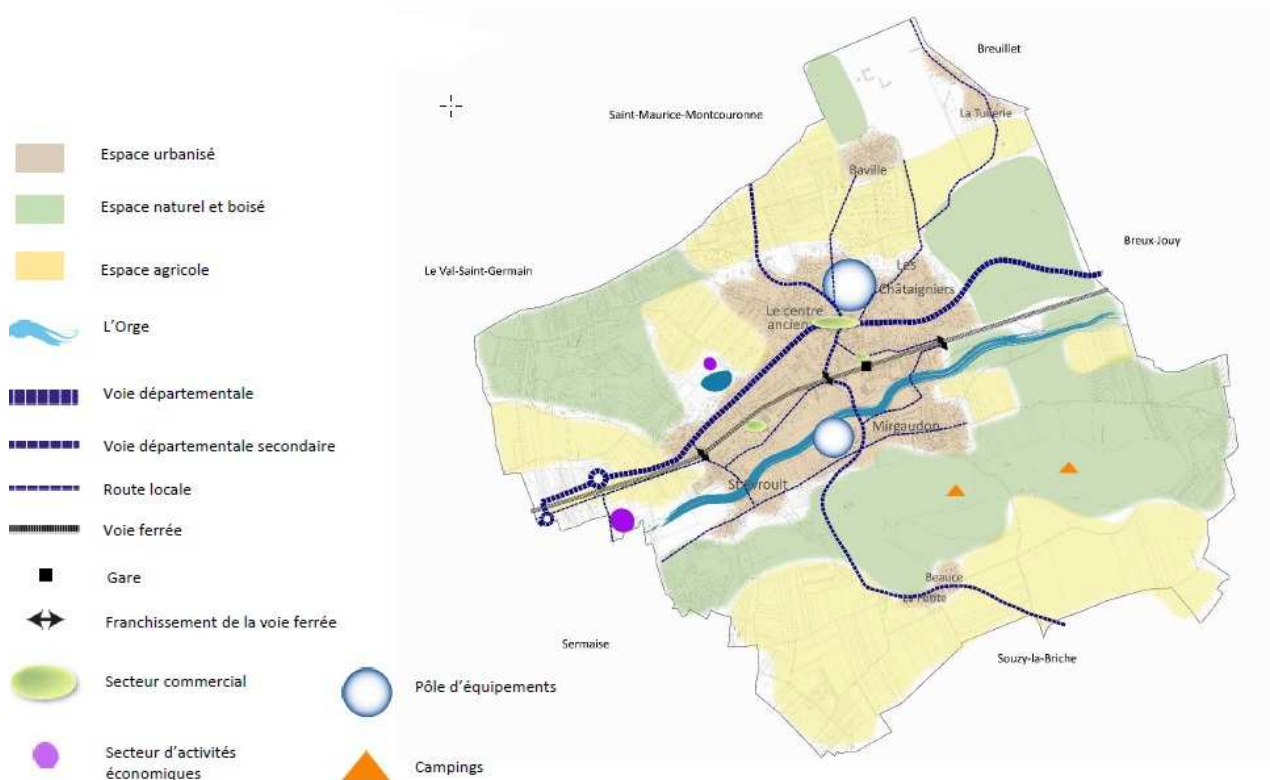 Espace urbanisé
Espace naturel et boisé
Espace agricole
L'Orge
Voie départementale
Voie départementale secondaire
Route locale
Voie ferrée
Gare
Franchissement de la voie ferrée
Secteur commercial
Secteur d'activités
économiques
Pôle d'équipements
Campings
Breuillet
Saint-Maurice-Montcouronne
La Tuilerie
Baville
Breux-Jouy
Le Val-Saint-Germain
Les
Châtaigniers
Le centre
ancien
Mirgaudon
St Evroult
Beauce
La Petite
Sermaise
Souzy-la-Briche